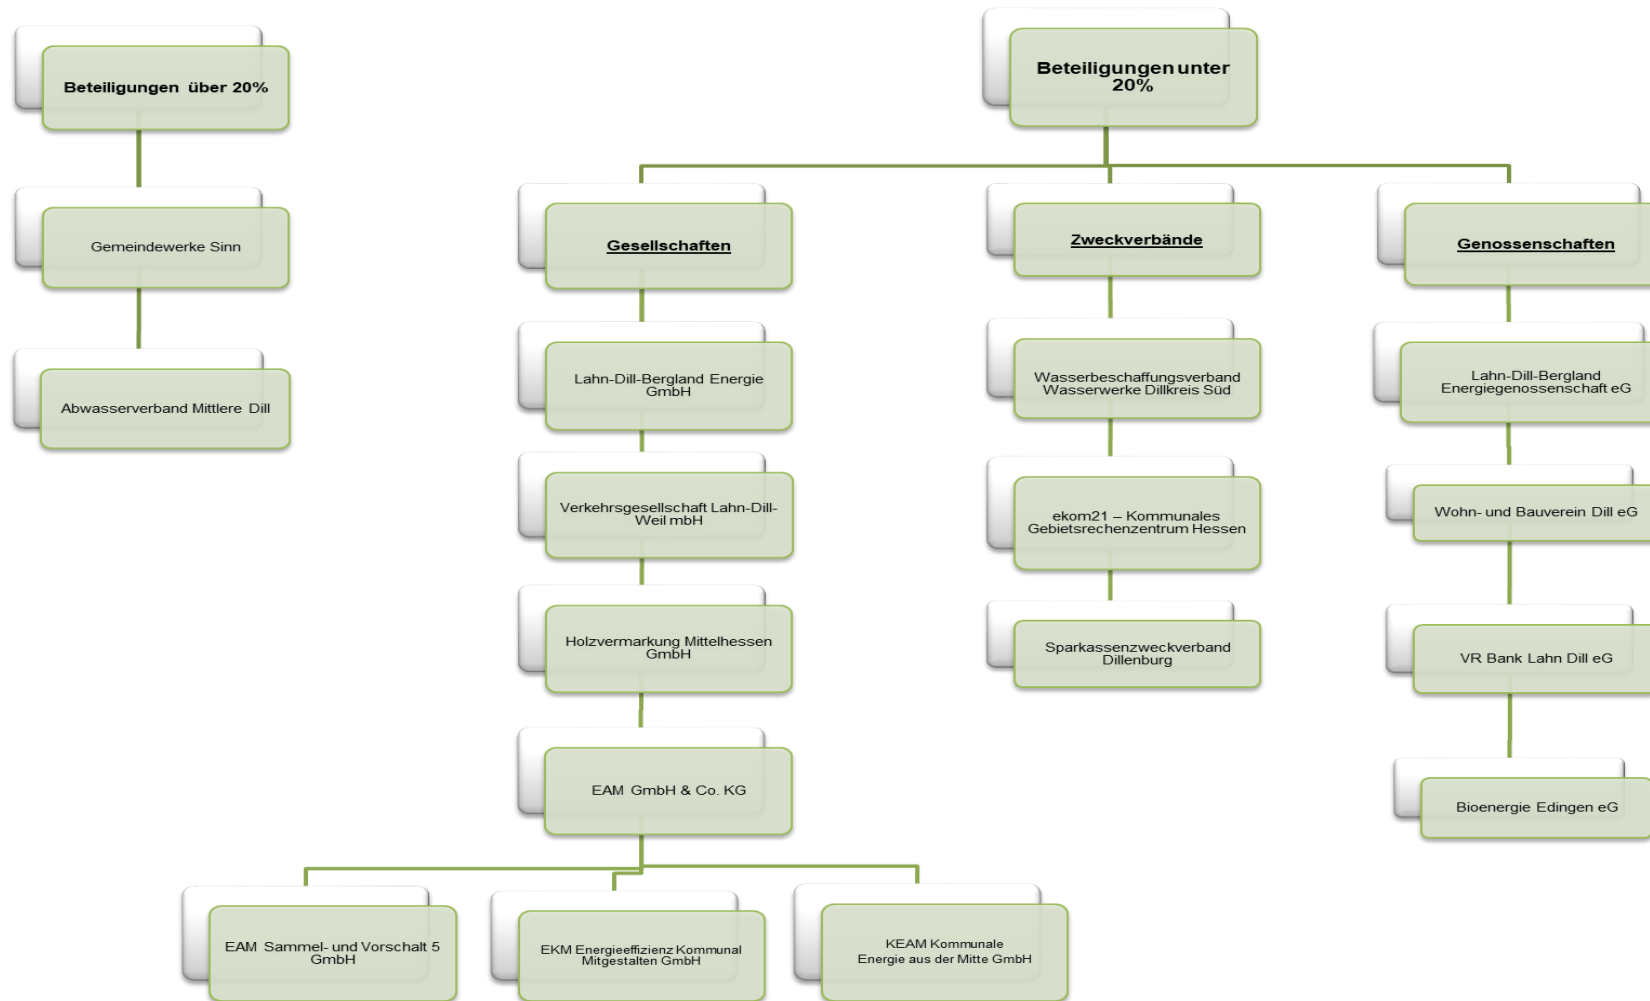 Beteiligungen über 20%
Gemeindewerke Sinn
Abwasserverband Mittlere Dill
Beteiligungen unter
20%
Gesellschaften
Lahn-Dill-Bergland Energie
GmbH
Verkehrsgesellschaft Lahn-Dill-
Weil mbH
Holzvermarkung Mittelhessen
GmbH
EAM GmbH & Co. KG
EAM Sammel- und Vorschalt 5
GmbH
EKM Energieeffizienz Kommunal
Mitgestalten GmbH
KEAM Kommunale
Energie aus der Mitte GmbH
Zweckverbände
Wasserbeschaffungsverband
Wasserwerke Dillkreis Süd
ekom21 – Kommunales
Gebietsrechenzentrum Hessen
Sparkassenzweckverband
Dillenburg
Genossenschaften
Lahn-Dill-Bergland
Energiegenossenschaft eG
Wohn- und Bauverein Dill eG
VR Bank Lahn Dill eG
Bioenergie Edingen eG